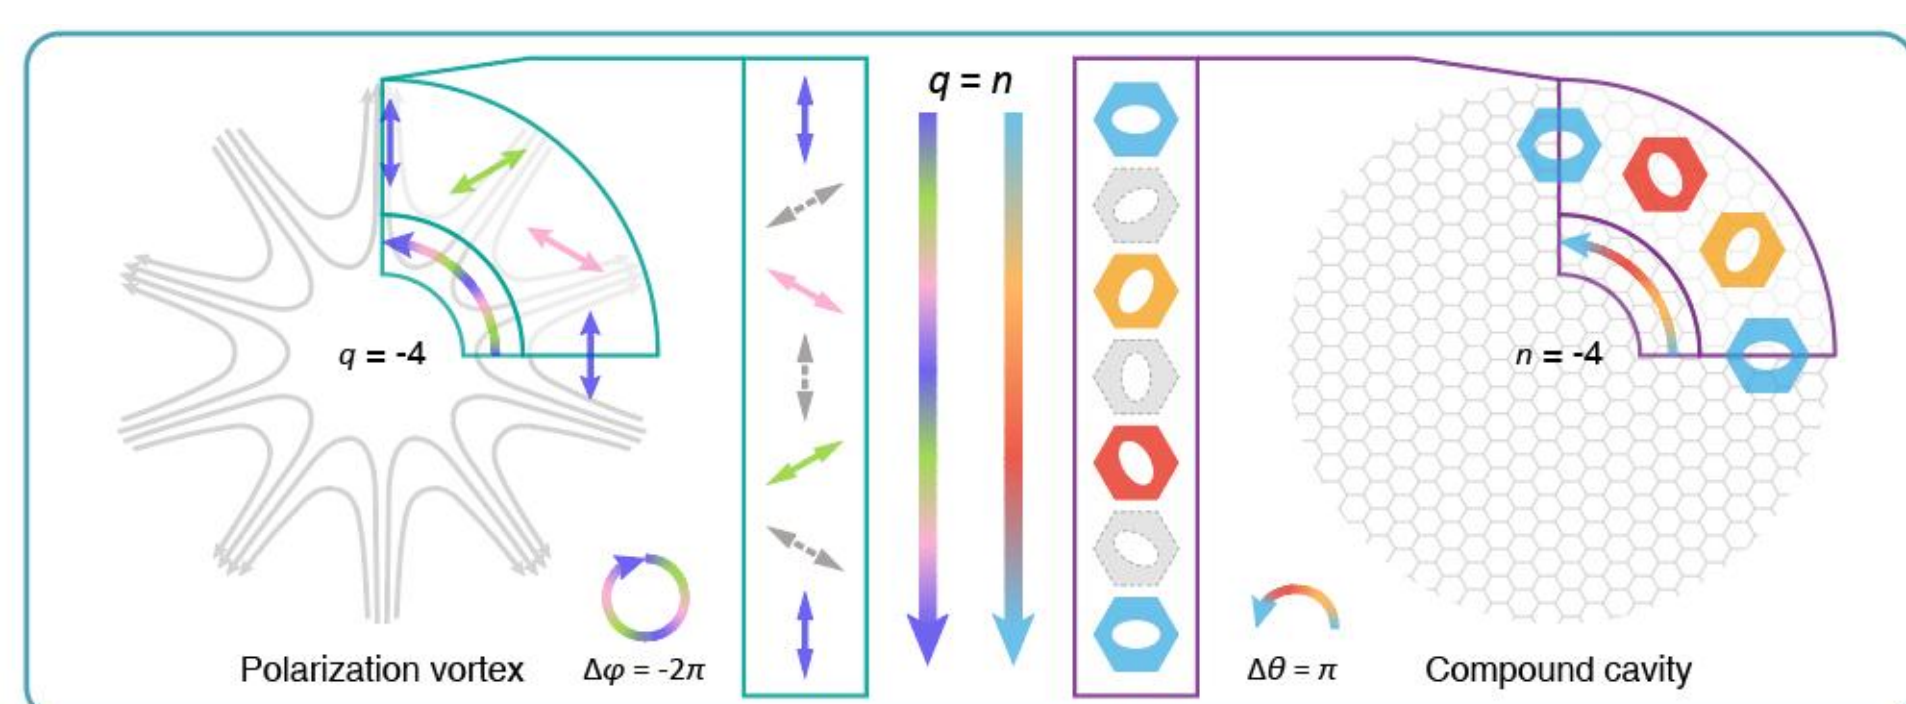 q = n
q = -4
n = -4
Polarization vortex
Δφ = -2π
Δθ = π
Compound cavity